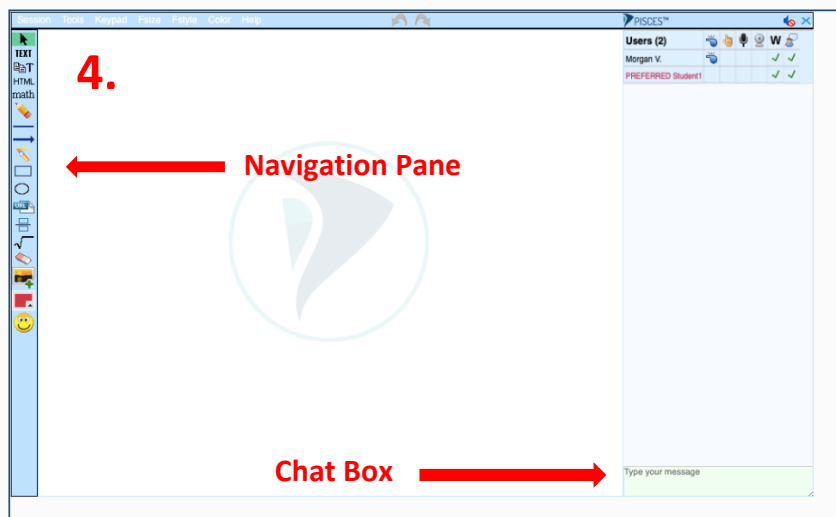 Session Tools Keypad Fsize Fstyle Color Help
PISCES™
Users (2) W
Morgan V.
PREFERRED Student1
TEXT
T
HTML
math
URL
4.
Navigation Pane
Chat Box
Type your message